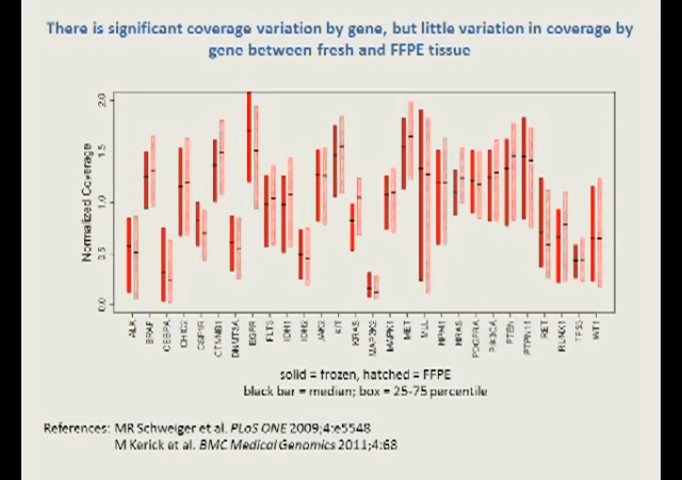 There is significant coverage variation by gene, but little variation in coverage by
gene between fresh and FFPE tissue
Normalized Coverage
2.0
1.5
1.0
0.5
0.0
ALK
BRAF
CEBPA
CHIC2
CSF1R
CTNNB1
DNMT3A
EGFR
FLT3
IDH1
IDH2
JAK2
KIT
KRAS
MAP2K2
MAPK1
MET
MLL
NPM1
NRAS
PDGFRA
PIK3CA
PTEN
PTPN11
RET
RUNX1
TP53
WT1
solid = frozen, hatched = FFPE
black bar = median; box = 25-75 percentile
References: MR Schweiger et al. PLoS ONE 2009;4:e5548
M Kerick et al. BMC Medical Genomics 2011;4:68